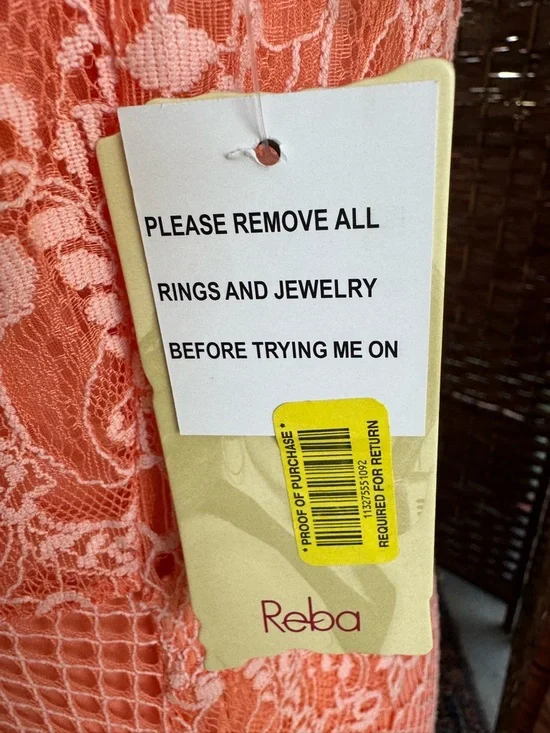 PLEASE REMOVE ALL
RINGS AND JEWELRY
BEFORE TRYING ME ON
* PROOF OF PURCHASE *
113275551092
REQUIRED FOR RETURN
Reba